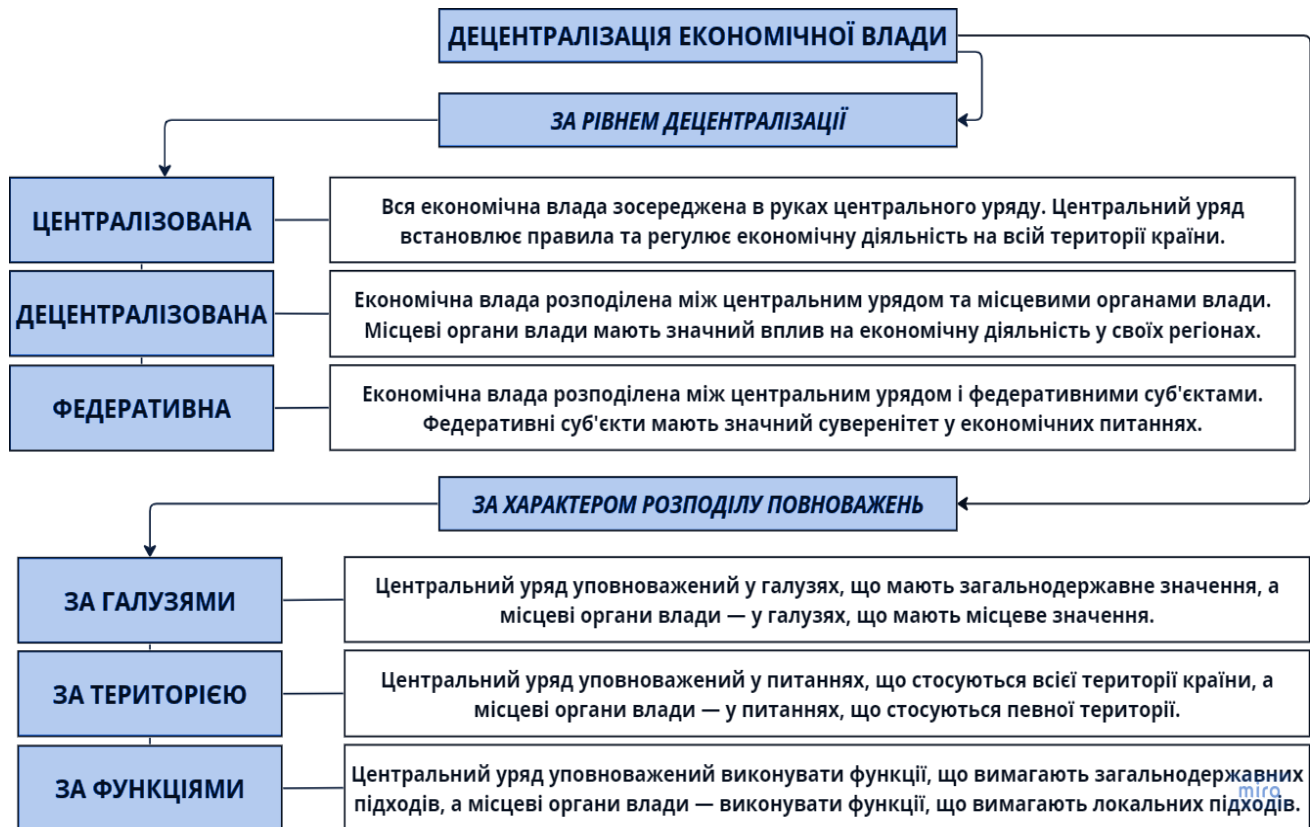 ДЕЦЕНТРАЛІЗАЦІЯ ЕКОНОМІЧНОЇ ВЛАДИ
ЗА РІВНЕМ ДЕЦЕНТРАЛІЗАЦІЇ
ЦЕНТРАЛІЗОВАНА
Вся економічна влада зосереджена в руках центрального уряду. Центральний уряд
встановлює правила та регулює економічну діяльність на всій території країни.
ДЕЦЕНТРАЛІЗОВАНА
Економічна влада розподілена між центральним урядом та місцевими органами влади.
Місцеві органи влади мають значний вплив на економічну діяльність у своїх регіонах.
ФЕДЕРАТИВНА
Економічна влада розподілена між центральним урядом і федеративними суб'єктами.
Федеративні суб'єкти мають значний суверенітет у економічних питаннях.
ЗА ХАРАКТЕРОМ РОЗПОДІЛУ ПОВНОВАЖЕНЬ
ЗА ГАЛУЗЯМИ
Центральний уряд уповноважений у галузях, що мають загальнодержавне значення, а
місцеві органи влади — у галузях, що мають місцеве значення.
ЗА ТЕРИТОРІЄЮ
Центральний уряд уповноважений у питаннях, що стосуються всієї території країни, а
місцеві органи влади — у питаннях, що стосуються певної території.
ЗА ФУНКЦІЯМИ
Центральний уряд уповноважений виконувати функції, що вимагають загальнодержавних
підходів, а місцеві органи влади — виконувати функції, що вимагають локальних підходів.
miro